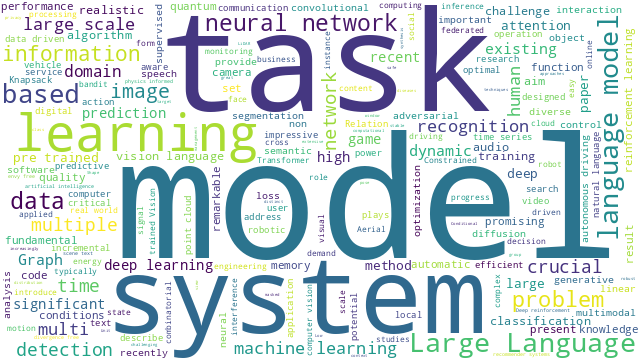 performance realistic quantum communication convolutional computing inference interaction
processing large scale neural network social important challenge
data driven algorithm supervised task federated attention
information form monitoring operation object
vehicle domain aware provide recent existing online
service speech camera business research optimal
Knapsack bandit instance function easy
based action image set content human aim language model
digital prediction face network paper designed
learning segmentation Relation adversarial diverse cloud control
non impressive recognition driving time series
pre trained vision language cross game dynamic audio natural language
software predictive semantic high power Constrained training robot
quality Transformer remarkable autonomous driving reinforcement learning
data computer model role deep search
critical trained Vision point cloud loss user plays progress video
applied real world signal address visual Aerial optimization promising driven
multiple robotic diffusion decision
fundamental incremental system Conditional
Graph energy deep learning memory demand method automatic efficient crucial result
time typically engineering large generative linear
code introduce combinatorial interference application computer vision scale potential complex problem
significant conditions state local classification multimodal
analysis multi motion text describe neural present knowledge
detection recently machine learning studies Large Language